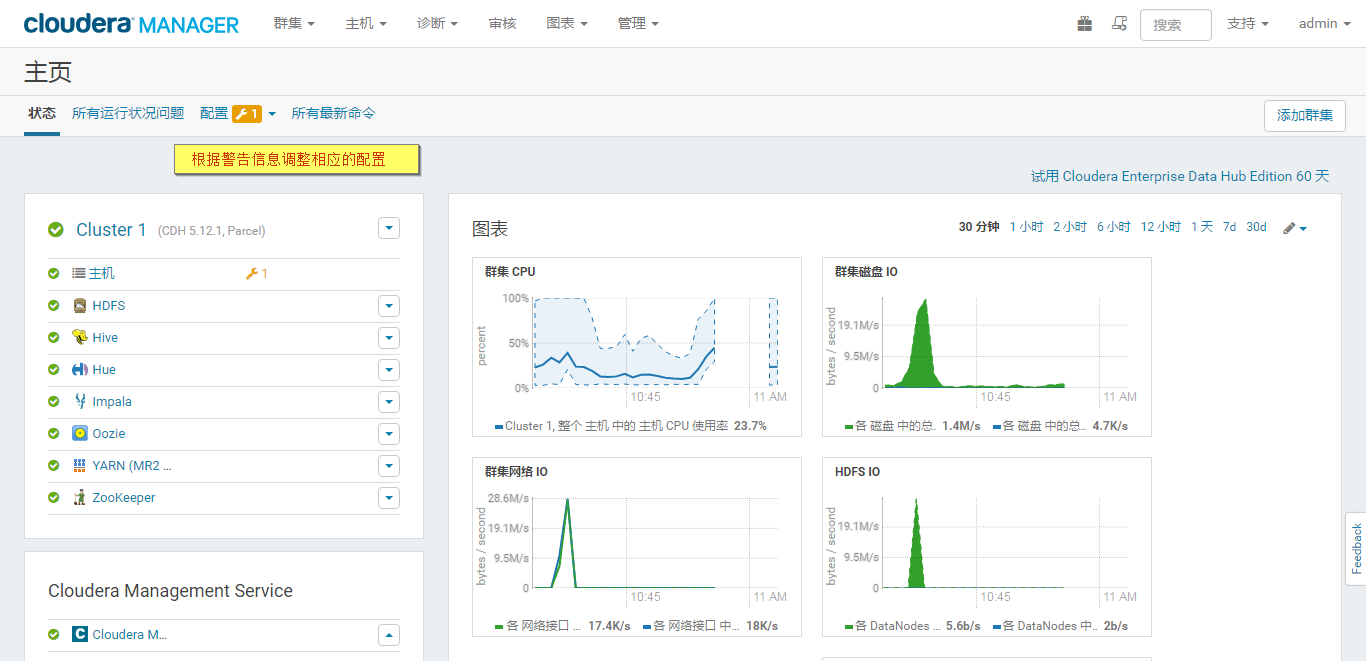 cloudera MANAGER 群集 主机 诊断 审核 图表 管理 搜索 支持 admin
主页
状态 所有运行状况问题 配置 1 所有最新命令 添加群集
根据警告信息调整相应的配置
试用 Cloudera Enterprise Data Hub Edition 60 天
Cluster 1 (CDH 5.12.1, Parcel)
主机 1
HDFS
Hive
Hue
Impala
Oozie
YARN (MR2 ...
ZooKeeper
Cloudera Management Service
Cloudera M...
图表 30 分钟 1 小时 2 小时 6 小时 12 小时 1 天 7d 30d
群集 CPU
percent
100%
50%
0%
10:45 11 AM
Cluster 1, 整个 主机 中的 主机 CPU 使用率 23.7%
群集磁盘 IO
bytes / second
19.1M/s
9.5M/s
0
10:45 11 AM
各 磁盘 中的总.. 1.4M/s 各 磁盘 中的总.. 4.7K/s
群集网络 IO
bytes / second
28.6M/s
19.1M/s
9.5M/s
0
10:45 11 AM
各 网络接口 ... 17.4K/s 各 网络接口 中... 18K/s
HDFS IO
bytes / second
19.1M/s
9.5M/s
0
10:45 11 AM
各 DataNodes ... 5.6b/s 各 DataNodes 中.. 2b/s
Feedback